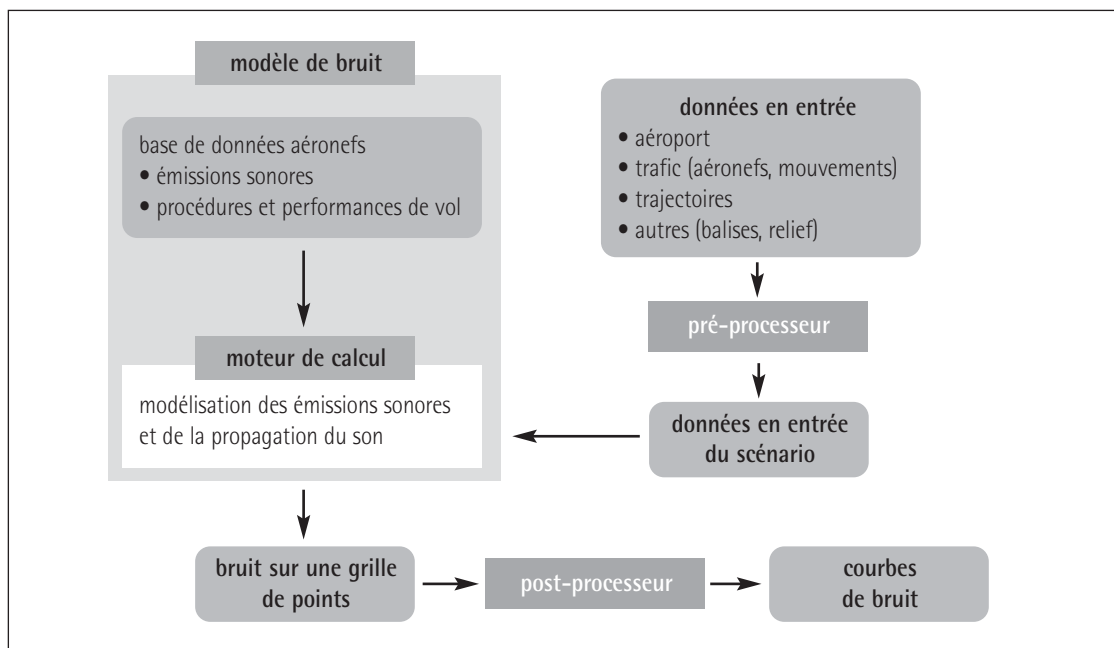 modèle de bruit
base de données aéronefs
• émissions sonores
• procédures et performances de vol
moteur de calcul
modélisation des émissions sonores
et de la propagation du son
données en entrée
• aéroport
• trafic (aéronefs, mouvements)
• trajectoires
• autres (balises, relief)
pré-processeur
données en entrée
du scénario
bruit sur une grille
de points
post-processeur
courbes
de bruit